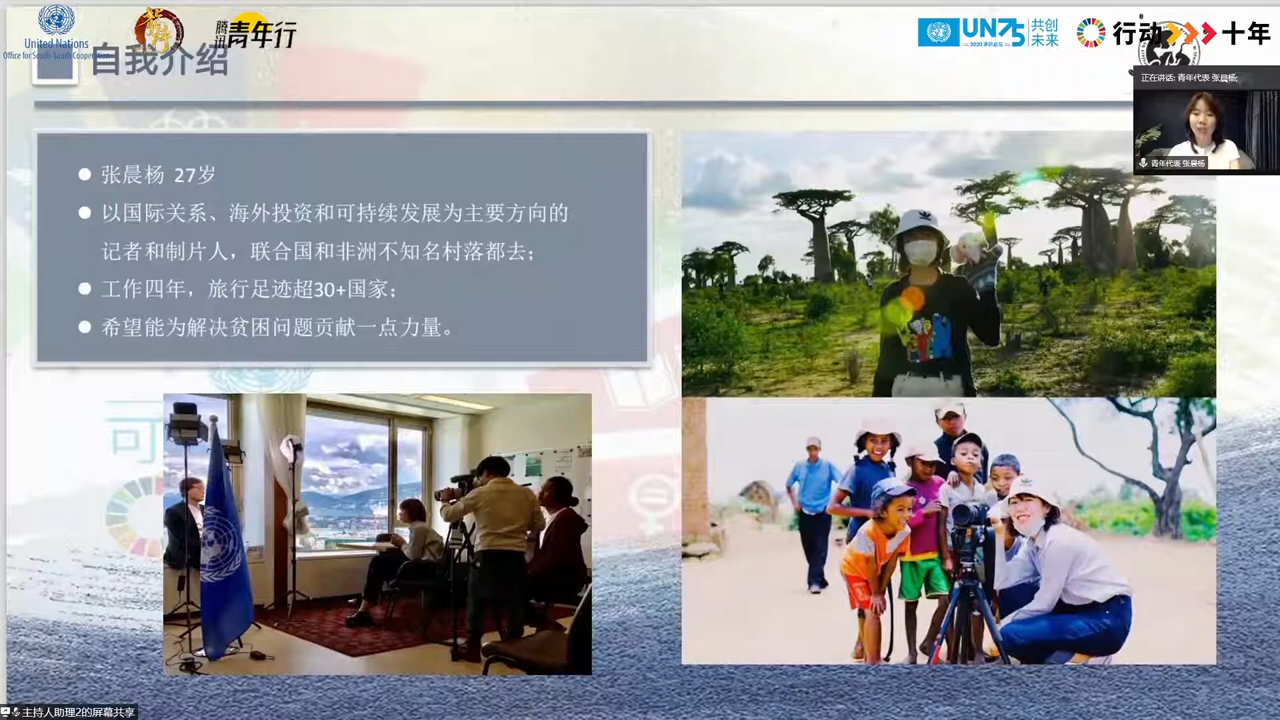 United Nations
Office for South-South Cooperation
腾讯青年行
UN75
2020 及以后
共创未来
行动
十年
自我介绍
正在讲话: 青年代表 张晨杨;
青年代表 张晨杨
张晨杨 27岁
以国际关系、海外投资和可持续发展为主要方向的
记者和制片人，联合国和非洲不知名村落都去；
工作四年，旅行足迹超30+国家；
希望能为解决贫困问题贡献一点力量。
可
主持人助理2的屏幕共享